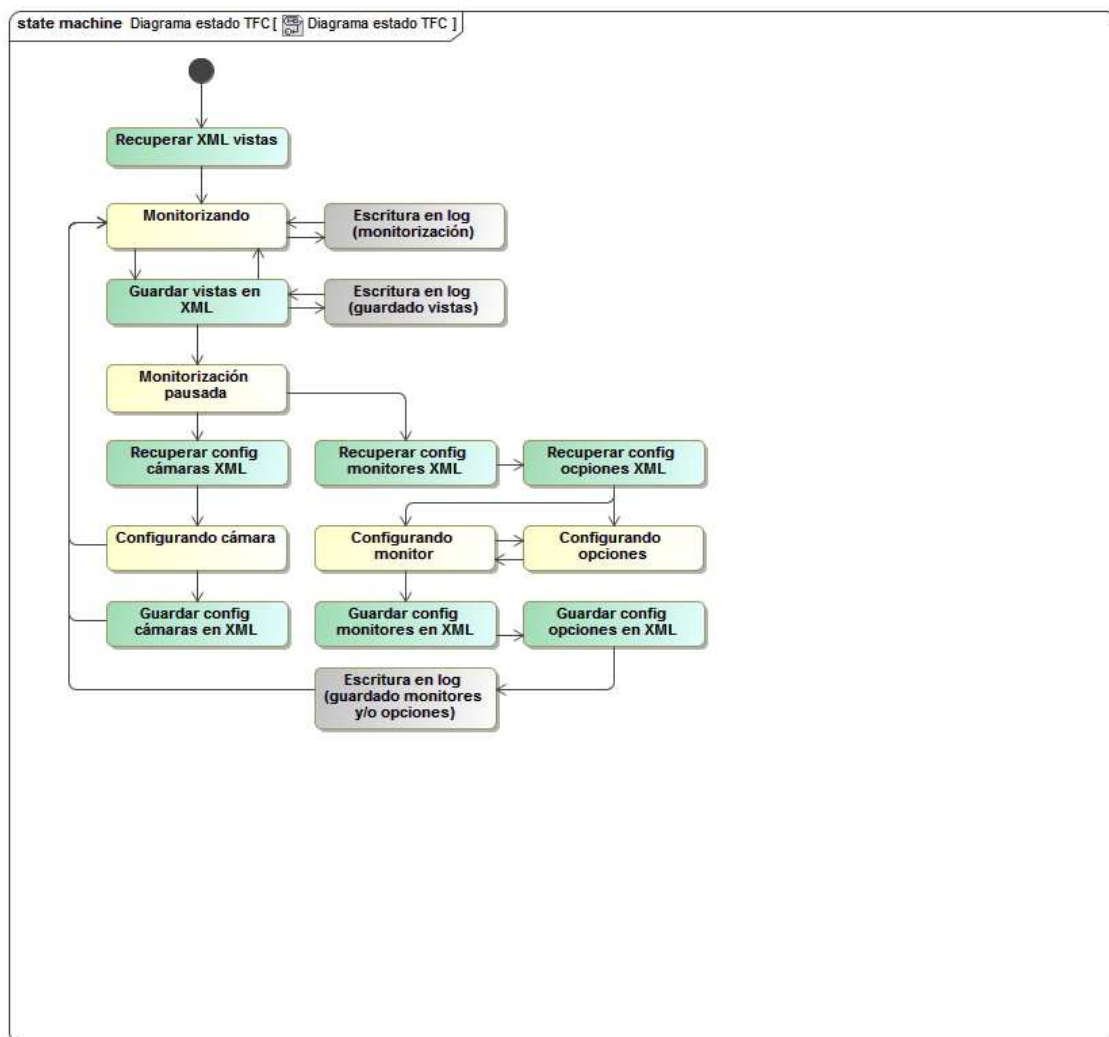 state machine Diagrama estado TFC [ Diagrama estado TFC ]
Recuperar XML vistas
Monitorizando
Escritura en log
(monitorización)
Guardar vistas en
XML
Escritura en log
(guardado vistas)
Monitorización
pausada
Recuperar config
cámaras XML
Recuperar config
monitores XML
Recuperar config
ocpiones XML
Configurando cámara
Configurando
monitor
Configurando
opciones
Guardar config
cámaras en XML
Guardar config
monitores en XML
Guardar config
opciones en XML
Escritura en log
(guardado monitores
y/o opciones)